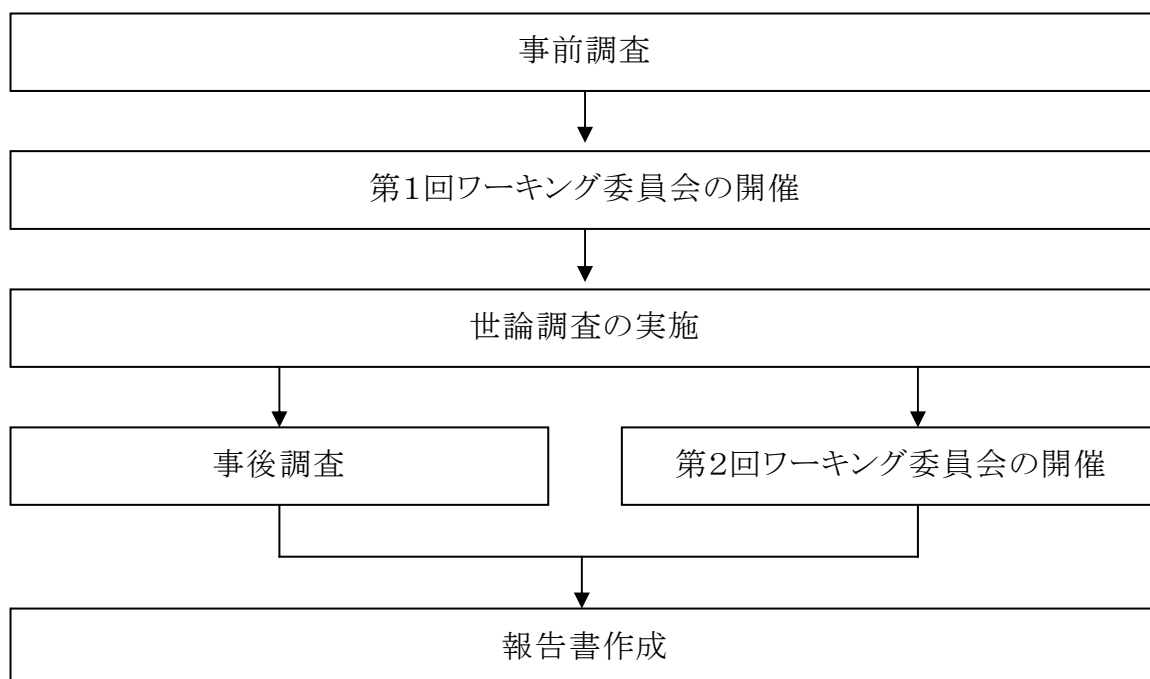 事前調査
第1回ワーキング委員会の開催
世論調査の実施
事後調査
第2回ワーキング委員会の開催
報告書作成